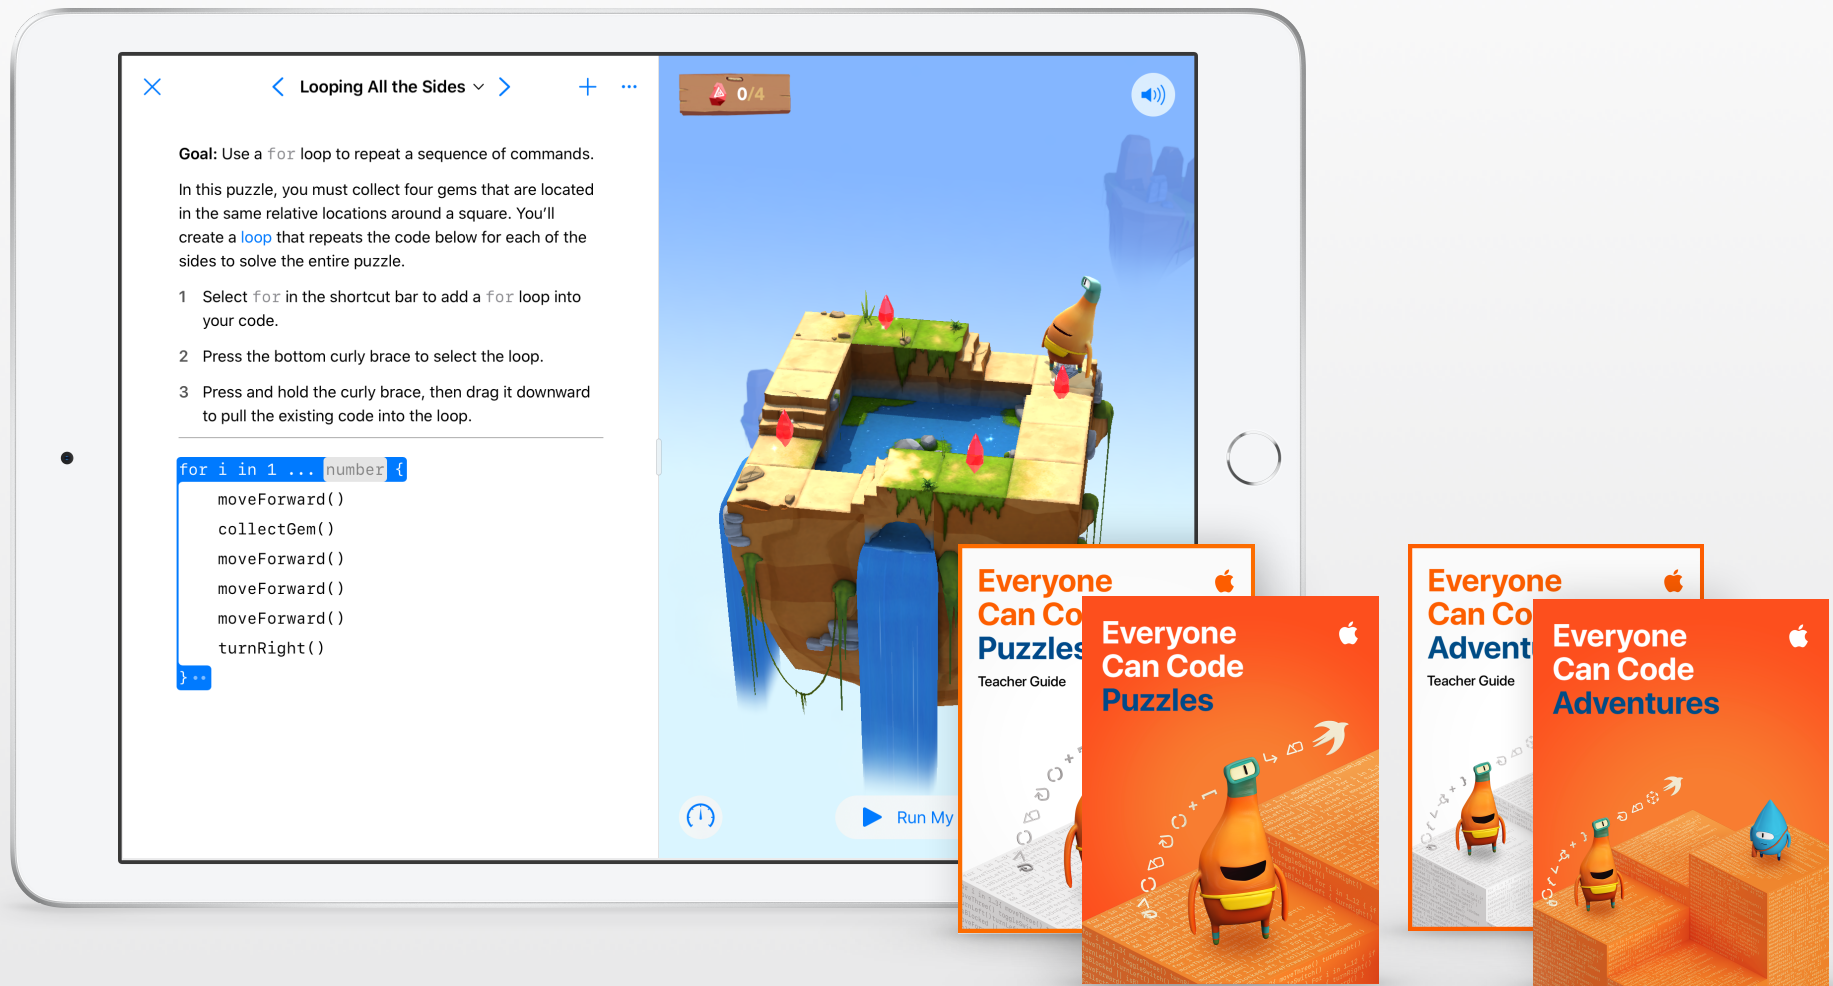 Looping All the Sides
0/4
Goal: Use a for loop to repeat a sequence of commands.
In this puzzle, you must collect four gems that are located
in the same relative locations around a square. You’ll
create a loop that repeats the code below for each of the
sides to solve the entire puzzle.
1 Select for in the shortcut bar to add a for loop into
your code.
2 Press the bottom curly brace to select the loop.
3 Press and hold the curly brace, then drag it downward
to pull the existing code into the loop.
for i in 1 ... number {
moveForward()
collectGem()
moveForward()
moveForward()
moveForward()
turnRight()
}
Run My
Everyone
Can Co
Puzzles
Teacher Guide
Everyone
Can Code
Puzzles
Everyone
Can Co
Advent
Teacher Guide
Everyone
Can Code
Adventures